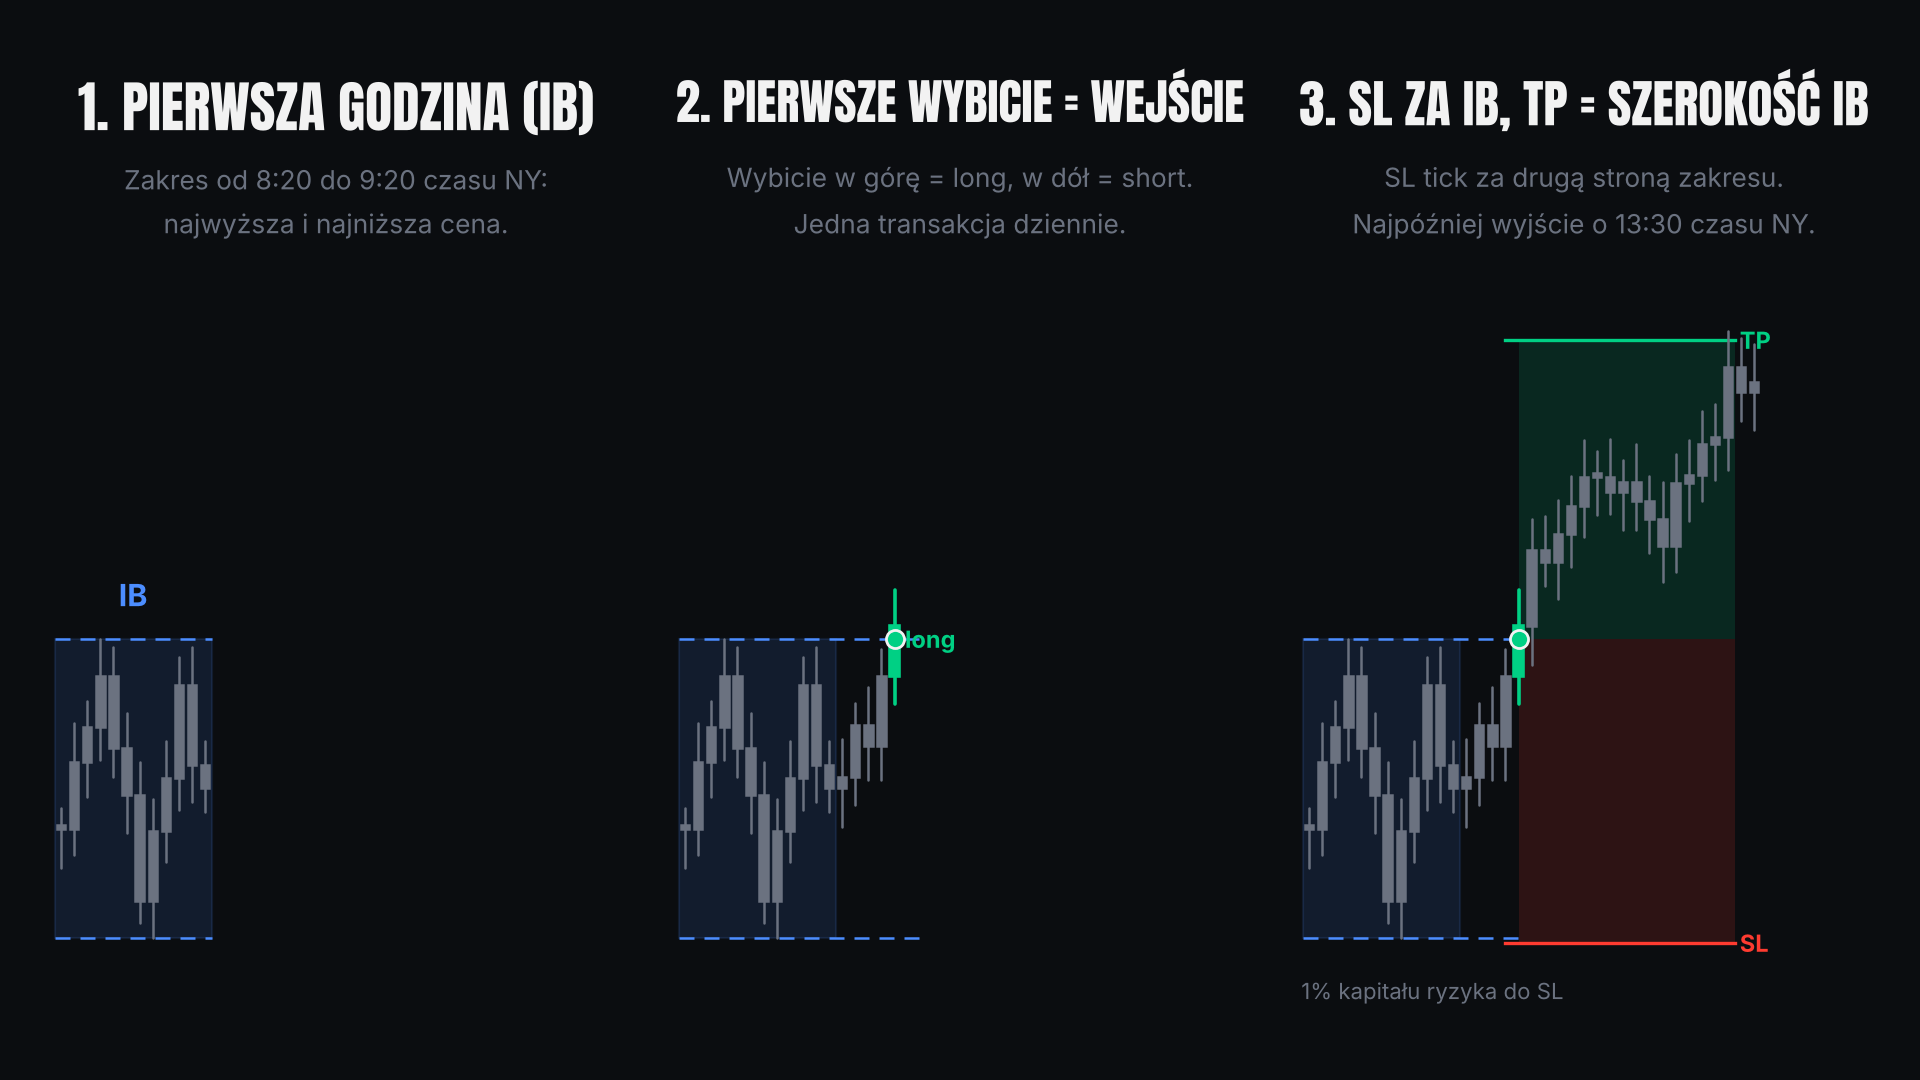 1. PIERWSZA GODZINA (IB)
Zakres od 8:20 do 9:20 czasu NY:
najwyższa i najniższa cena.
IB
2. PIERWSZE WYBICIE = WEJŚCIE
Wybicie w górę = long, w dół = short.
Jedna transakcja dziennie.
long
3. SL ZA IB, TP = SZEROKOŚĆ IB
SL tick za drugą stroną zakresu.
Najpóźniej wyjście o 13:30 czasu NY.
TP
SL
1% kapitału ryzyka do SL